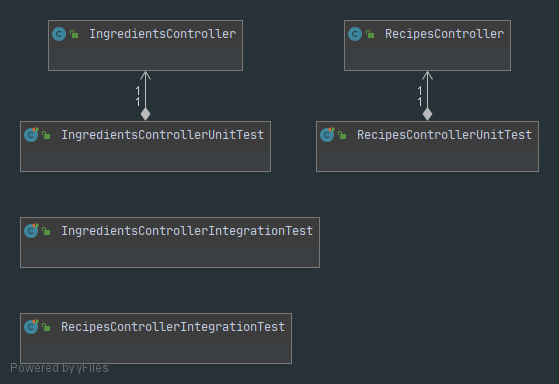 IngredientsController
RecipesController
1
1
1
1
IngredientsControllerUnitTest
RecipesControllerUnitTest
IngredientsControllerIntegrationTest
RecipesControllerIntegrationTest
Powered by yFiles